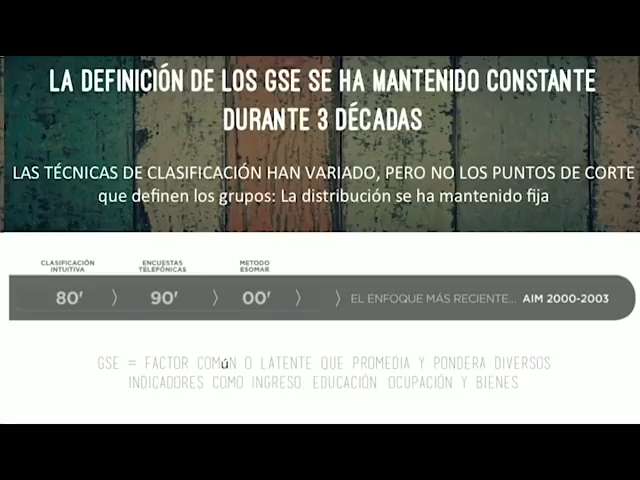 LA DEFINICIÓN DE LOS GSE SE HA MANTENIDO CONSTANTE
DURANTE 3 DÉCADAS
LAS TÉCNICAS DE CLASIFICACIÓN HAN VARIADO, PERO NO LOS PUNTOS DE CORTE
que definen los grupos: La distribución se ha mantenido fija
CLASIFICACIÓN INTUITIVA
ENCUESTAS TELEFÓNICAS
METODO ESOMAR
80' 〉 90' 〉 00' 〉 〉 EL ENFOQUE MÁS RECIENTE... AIM 2000-2003
GSE = FACTOR COMúN O LATENTE QUE PROMEDIA Y PONDERA DIVERSOS
INDICADORES COMO INGRESO, EDUCACIÓN, OCUPACIÓN Y BIENES